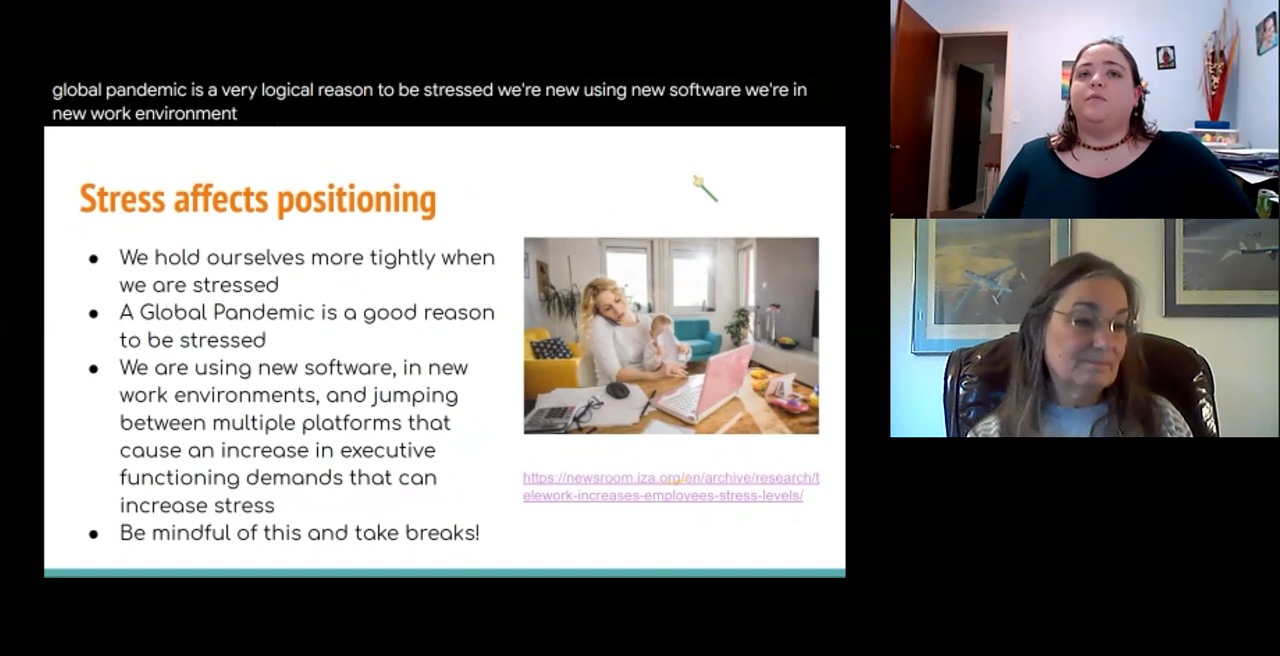 global pandemic is a very logical reason to be stressed we're new using new software we're in
new work environment
Stress affects positioning
● We hold ourselves more tightly when
we are stressed
● A Global Pandemic is a good reason
to be stressed
● We are using new software, in new
work environments, and jumping
between multiple platforms that
cause an increase in executive
functioning demands that can
increase stress
● Be mindful of this and take breaks!
https://newsroom.iza.org/en/archive/research/t
elework-increases-employees-stress-levels/